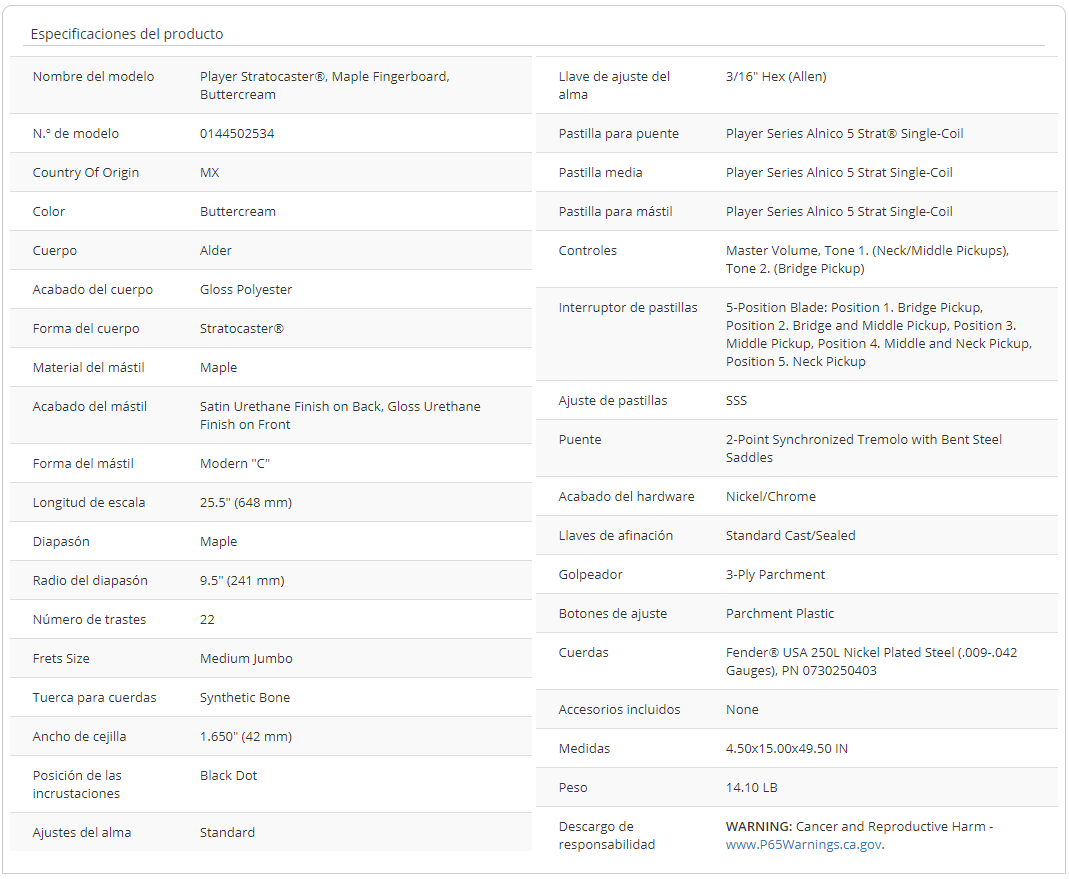 Especificaciones del producto
Nombre del modelo
Player Stratocaster®, Maple Fingerboard,
Buttercream
N.º de modelo
0144502534
Country Of Origin
MX
Color
Buttercream
Cuerpo
Alder
Acabado del cuerpo
Gloss Polyester
Forma del cuerpo
Stratocaster®
Material del mástil
Maple
Acabado del mástil
Satin Urethane Finish on Back, Gloss Urethane
Finish on Front
Forma del mástil
Modern "C"
Longitud de escala
25.5" (648 mm)
Diapasón
Maple
Radio del diapasón
9.5" (241 mm)
Número de trastes
22
Frets Size
Medium Jumbo
Tuerca para cuerdas
Synthetic Bone
Ancho de cejilla
1.650" (42 mm)
Posición de las
incrustaciones
Black Dot
Ajustes del alma
Standard
Llave de ajuste del
alma
3/16" Hex (Allen)
Pastilla para puente
Player Series Alnico 5 Strat® Single-Coil
Pastilla media
Player Series Alnico 5 Strat Single-Coil
Pastilla para mástil
Player Series Alnico 5 Strat Single-Coil
Controles
Master Volume, Tone 1. (Neck/Middle Pickups),
Tone 2. (Bridge Pickup)
Interruptor de pastillas
5-Position Blade: Position 1. Bridge Pickup,
Position 2. Bridge and Middle Pickup, Position 3.
Middle Pickup, Position 4. Middle and Neck Pickup,
Position 5. Neck Pickup
Ajuste de pastillas
SSS
Puente
2-Point Synchronized Tremolo with Bent Steel
Saddles
Acabado del hardware
Nickel/Chrome
Llaves de afinación
Standard Cast/Sealed
Golpeador
3-Ply Parchment
Botones de ajuste
Parchment Plastic
Cuerdas
Fender® USA 250L Nickel Plated Steel (.009-.042
Gauges), PN 0730250403
Accesorios incluidos
None
Medidas
4.50x15.00x49.50 IN
Peso
14.10 LB
Descargo de
responsabilidad
WARNING: Cancer and Reproductive Harm -
www.P65Warnings.ca.gov.